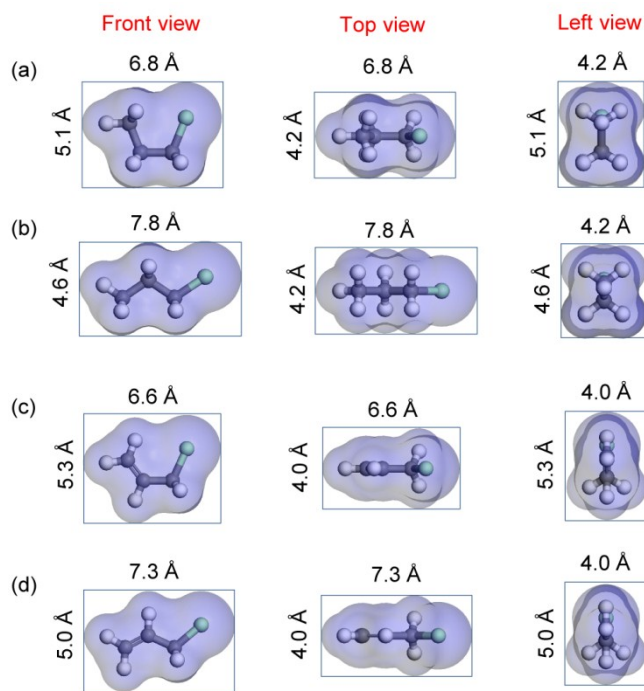 Front view Top view Left view
(a) 6.8 Å 6.8 Å 4.2 Å
5.1 Å 4.2 Å 5.1 Å
(b) 7.8 Å 7.8 Å 4.2 Å
4.6 Å 4.2 Å 4.6 Å
(c) 6.6 Å 6.6 Å 4.0 Å
5.3 Å 4.0 Å 5.3 Å
(d) 7.3 Å 7.3 Å 4.0 Å
5.0 Å 4.0 Å 5.0 Å